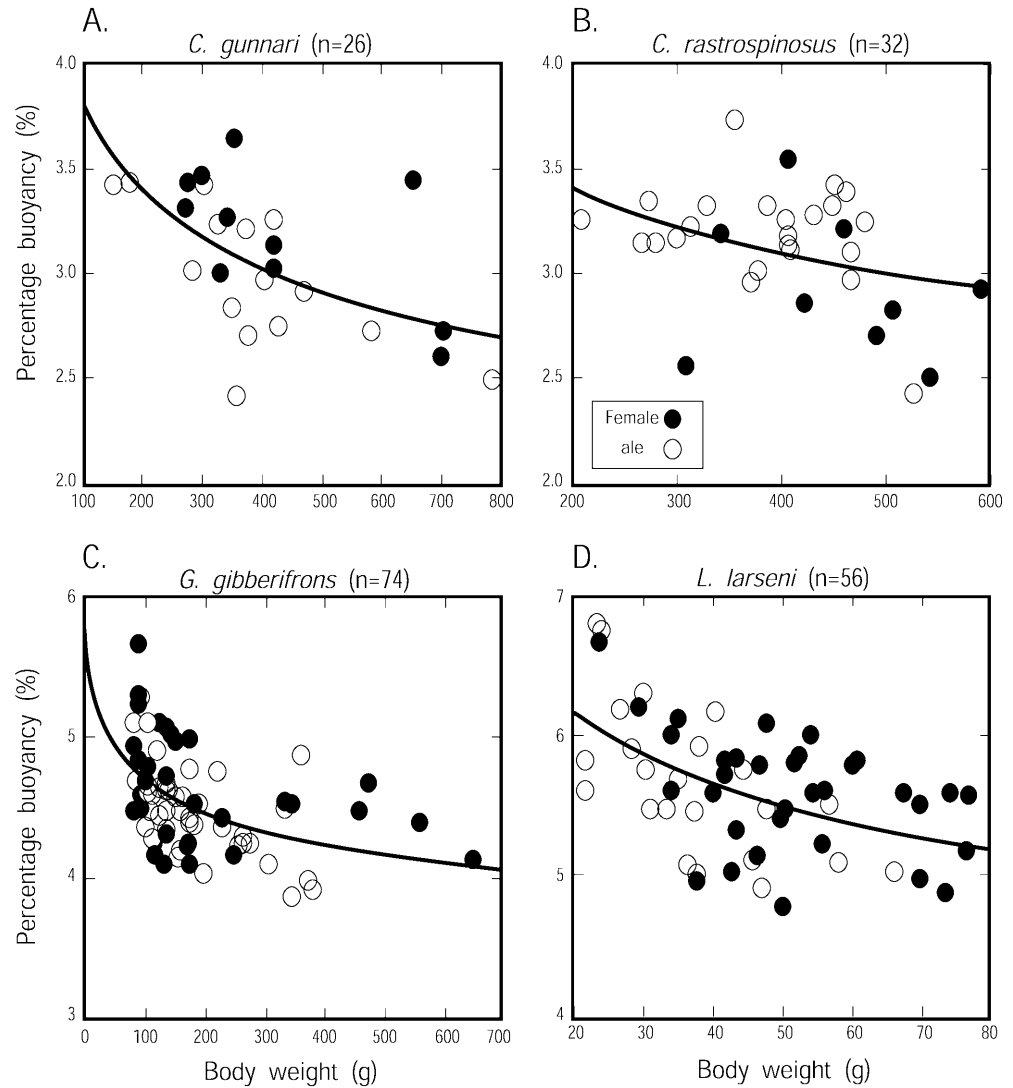 A.
C. gunnari (n=26)
Percentage buoyancy (%)
4.0
3.5
3.0
2.5
2.0
100 200 300 400 500 600 700 800
B.
C. rastrospinosus (n=32)
4.0
3.5
3.0
2.5
2.0
Female
ale
200 300 400 500 600
C.
G. gibberifrons (n=74)
Percentage buoyancy (%)
6
5
4
3
0 100 200 300 400 500 600 700
Body weight (g)
D.
L. larseni (n=56)
7
6
5
4
20 30 40 50 60 70 80
Body weight (g)